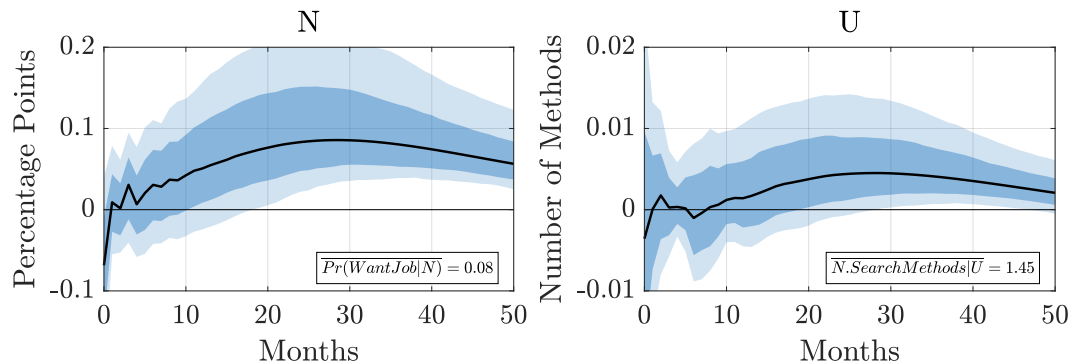 N
Percentage Points
0.2
0.1
0
-0.1
Pr(WantJob|N) = 0.08
0 10 20 30 40 50
Months
U
Number of Methods
0.02
0.01
0
-0.01
N.SearchMethods|U = 1.45
0 10 20 30 40 50
Months